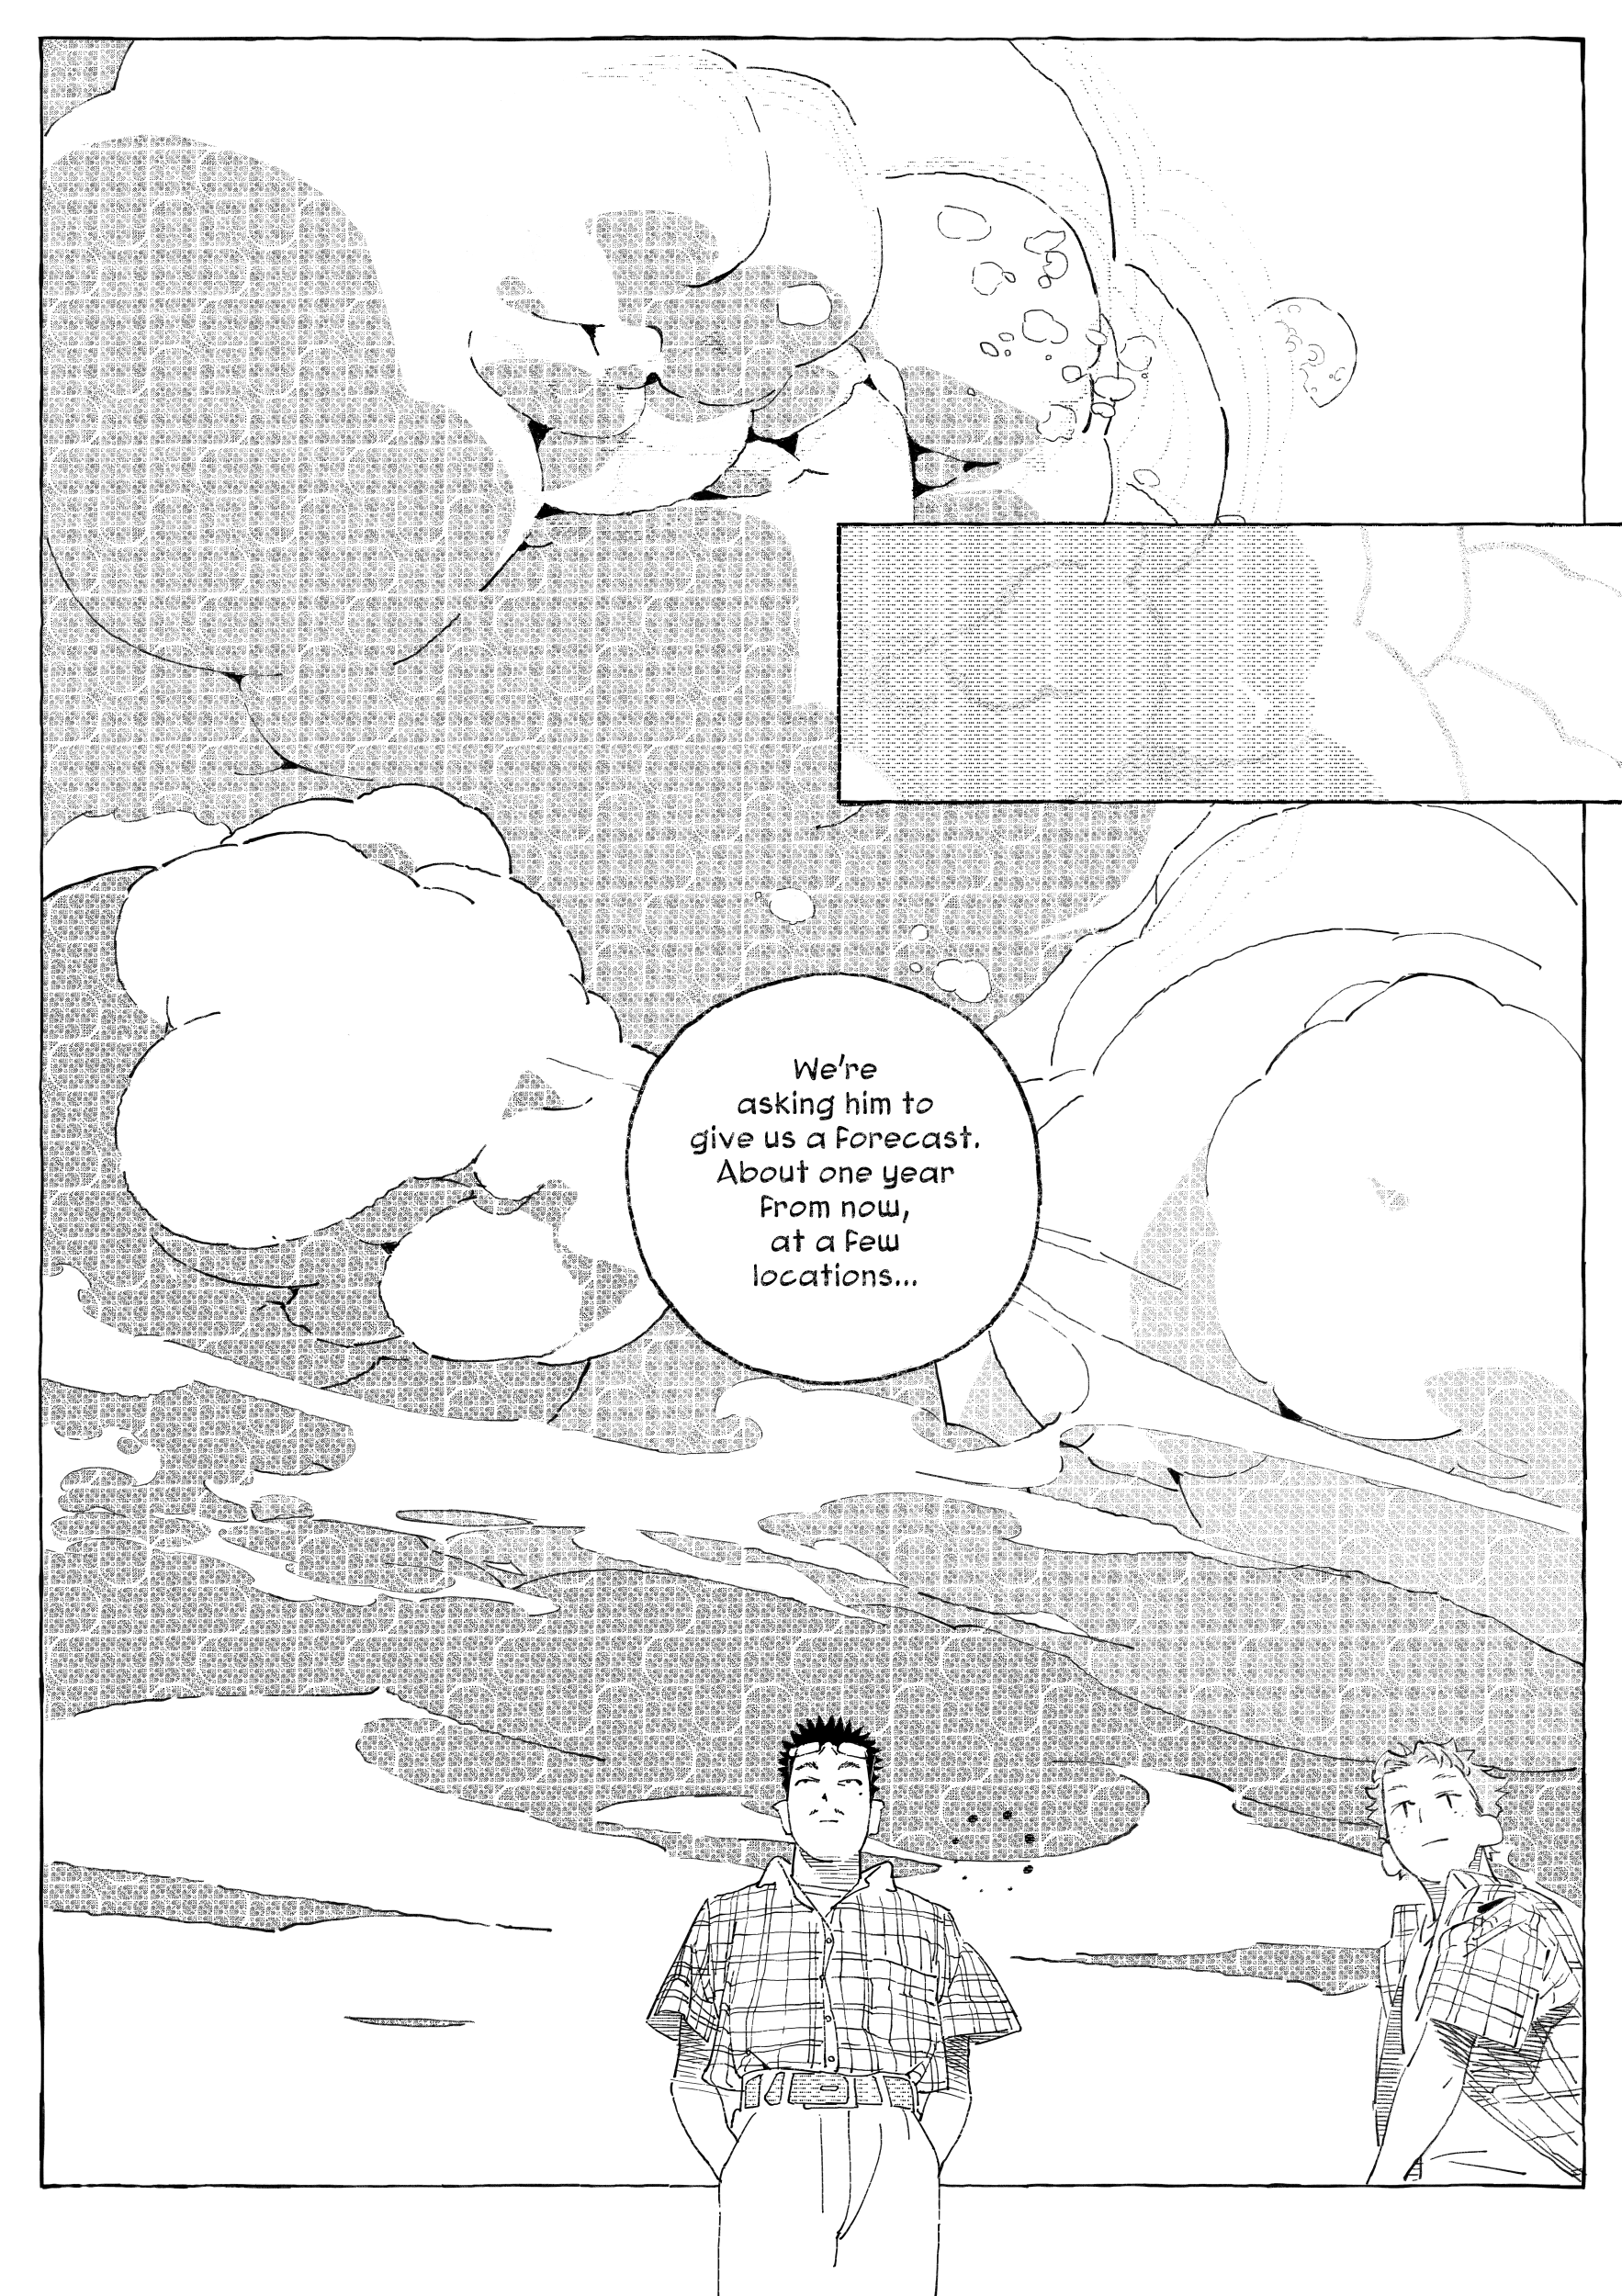 We're
asking him to
give us a forecast.
About one year
from now,
at a few
locations...